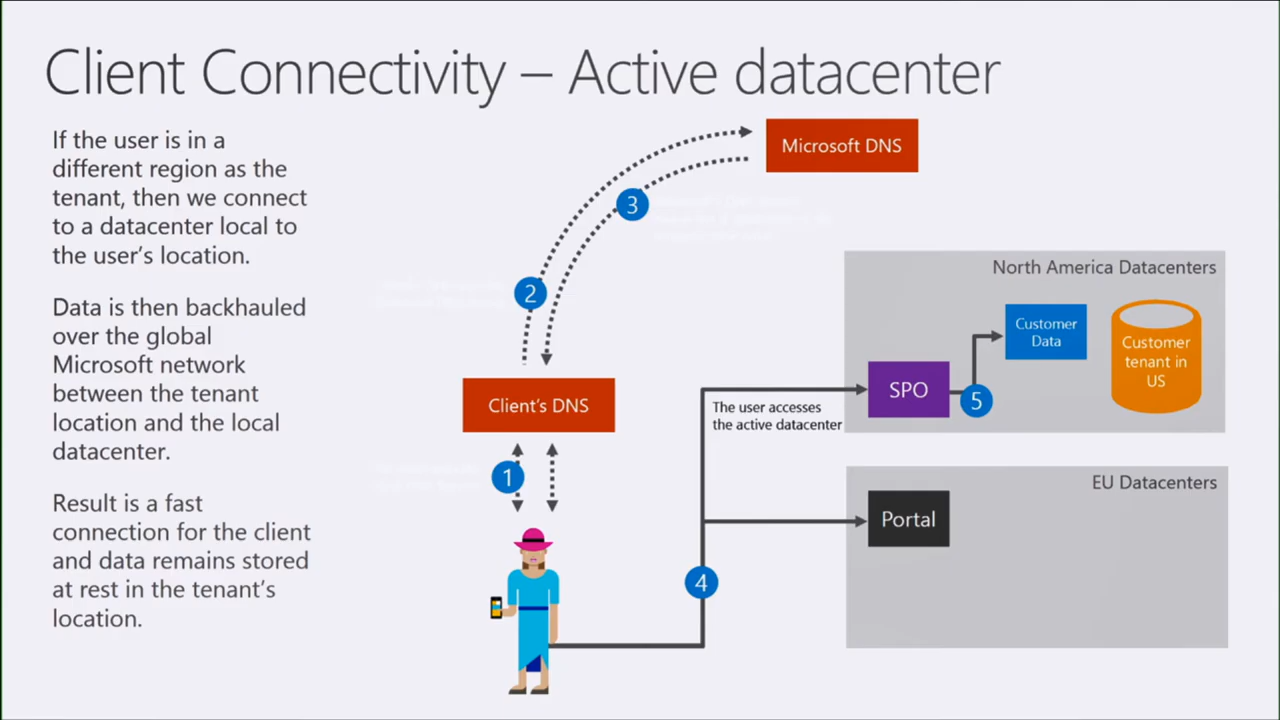 Client Connectivity – Active datacenter
If the user is in a
different region as the
tenant, then we connect
to a datacenter local to
the user's location.
Data is then backhauled
over the global
Microsoft network
between the tenant
location and the local
datacenter.
Result is a fast
connection for the client
and data remains stored
at rest in the tenant's
location.
Microsoft DNS
3
2
Client's DNS
1
4
The user accesses
the active datacenter
North America Datacenters
SPO
5
Customer
Data
Customer
tenant in
US
EU Datacenters
Portal